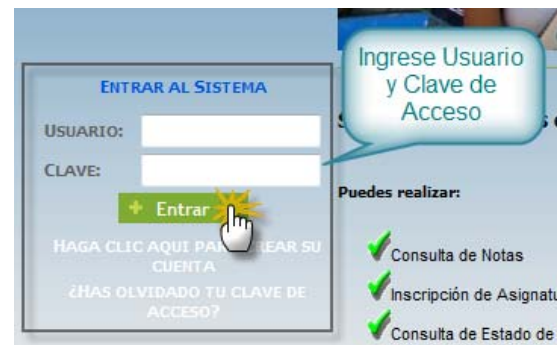 Ingrese Usuario
y Clave de
Acceso
ENTRAR AL SISTEMA
USUARIO:
CLAVE:
+ Entrar
HAGA CLIC AQUI PARA CREAR SU
CUENTA
¿HAS OLVIDADO TU CLAVE DE
ACCESO?
Puedes realizar:
Consulta de Notas
Inscripción de Asignatu
Consulta de Estado de